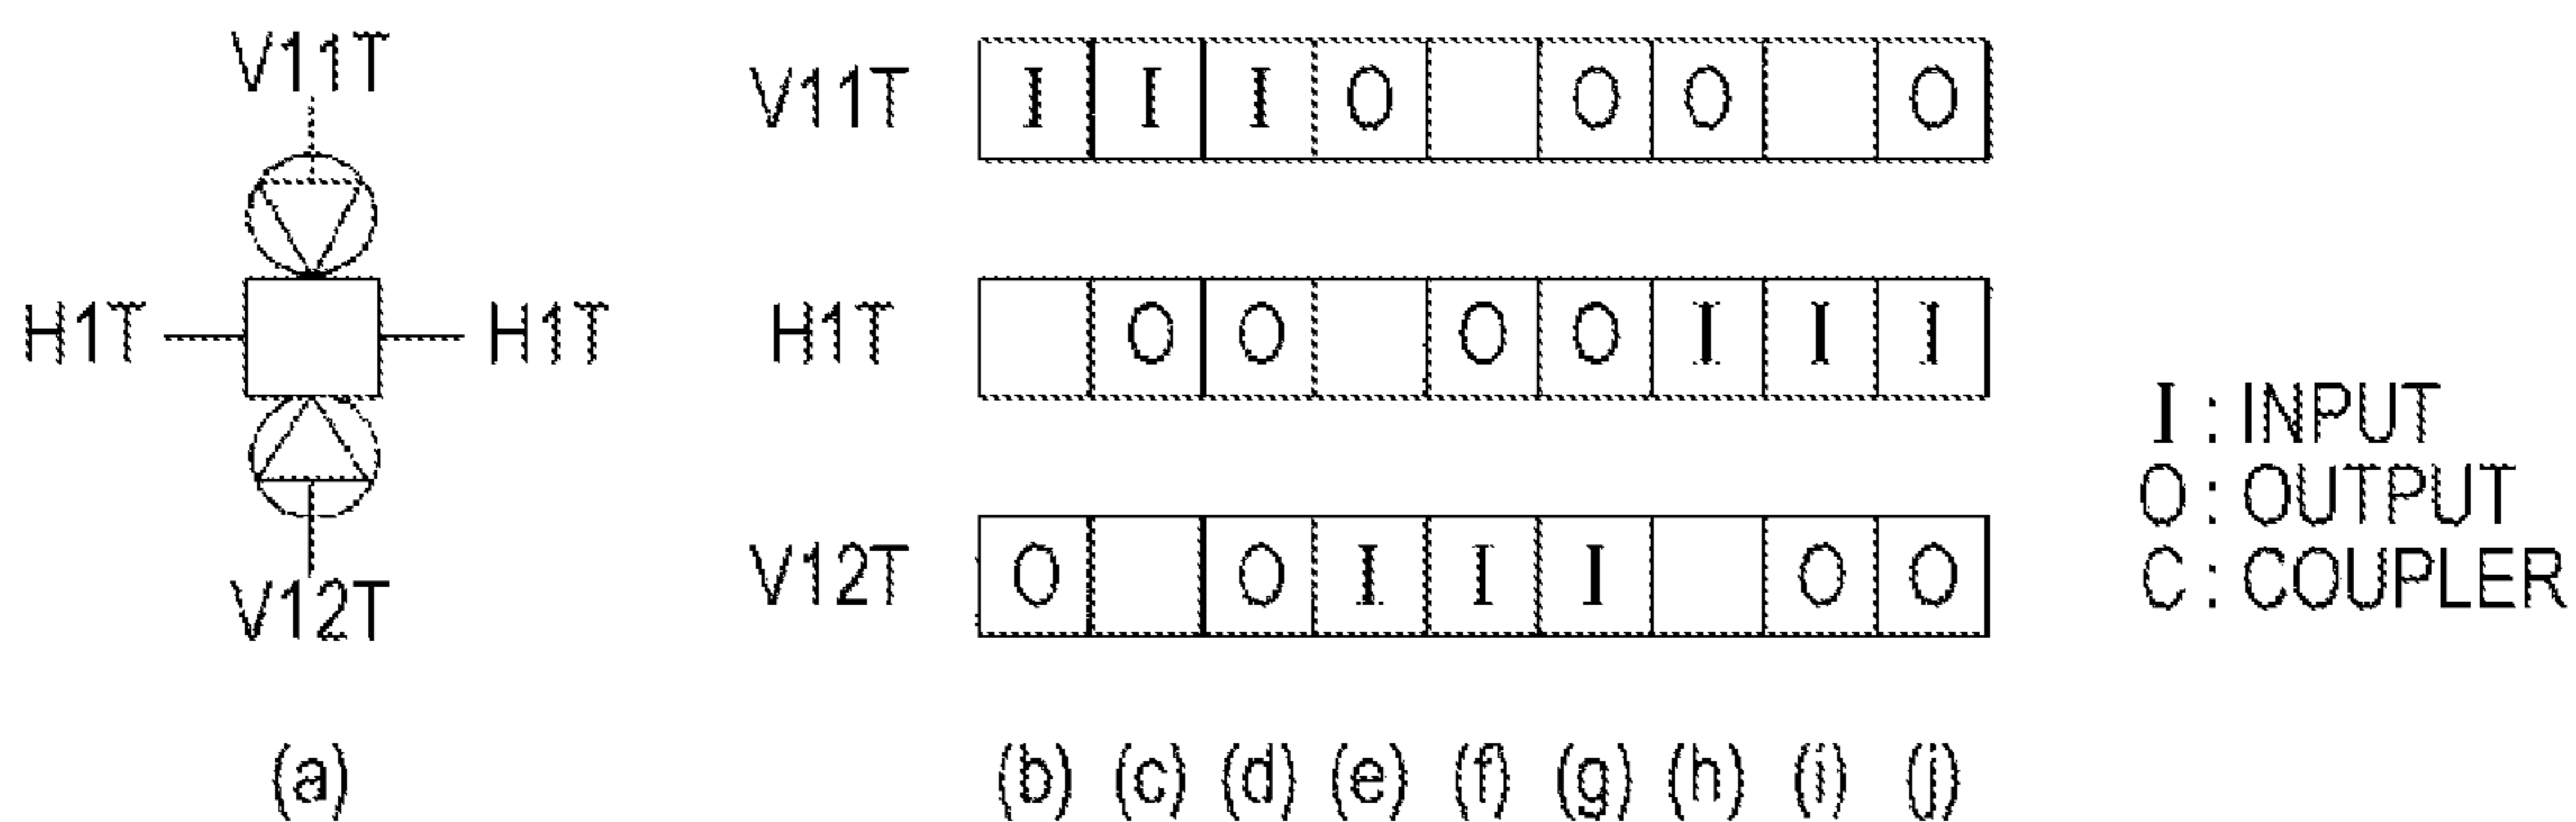 V11T
H1T H1T
V12T
(a)
V11T I I I O O O O
H1T O O O O I I I
V12T O O I I I O O
(b) (c) (d) (e) (f) (g) (h) (i) (j)
I : INPUT
O : OUTPUT
C : COUPLER